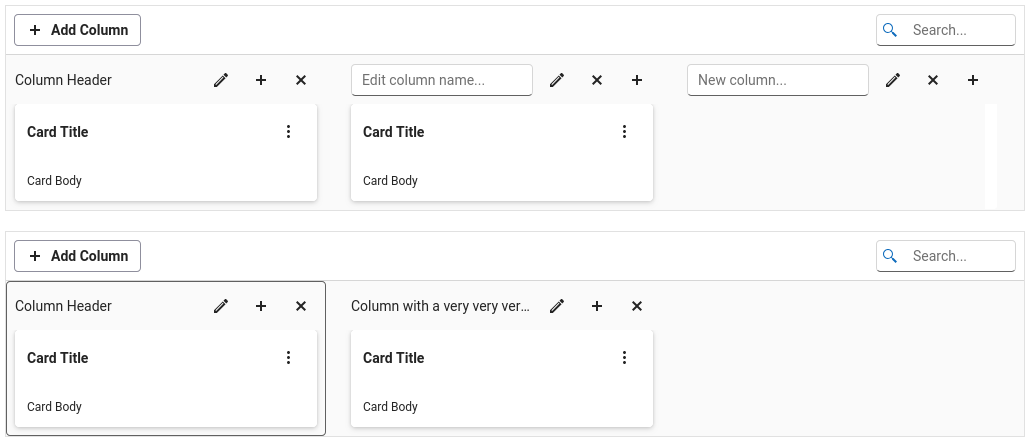 Add Column
Search...
Column Header
Edit column name...
New column...
Card Title
Card Title
Card Body
Card Body
Add Column
Search...
Column Header
Column with a very very ver...
Card Title
Card Title
Card Body
Card Body